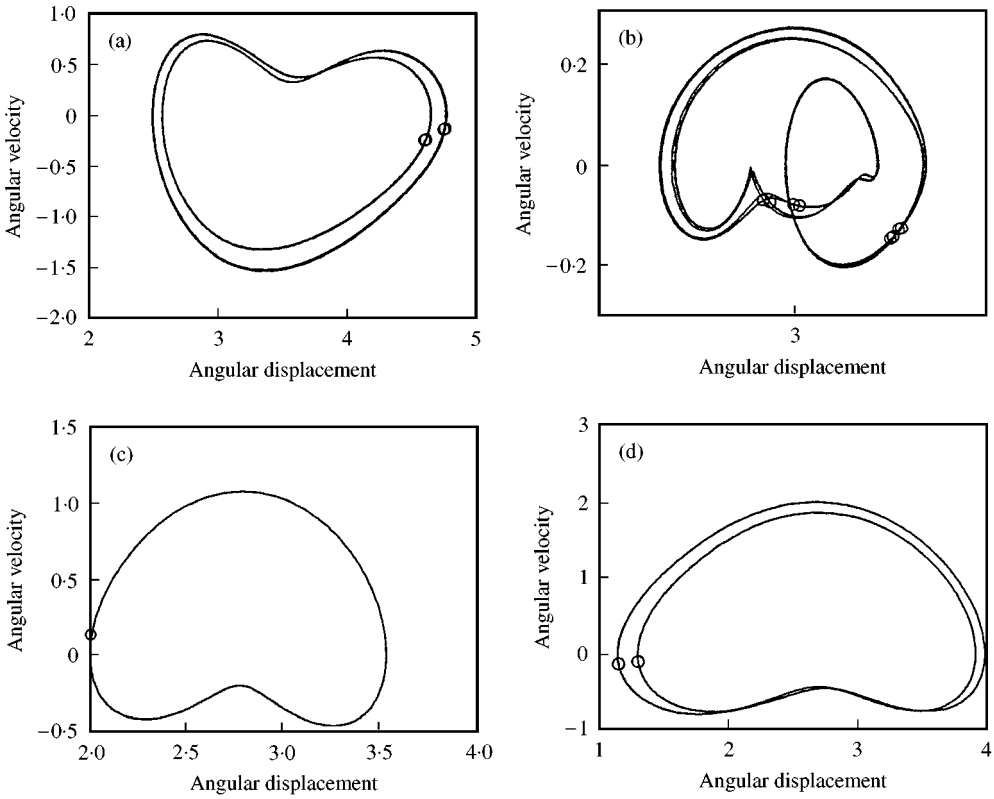 (a)
1·0
0·5
0
−0·5
−1·0
−1·5
−2·0
2
3
4
5
Angular velocity
Angular displacement
(b)
0·2
0
−0·2
3
Angular velocity
Angular displacement
(c)
1·5
1·0
0·5
0
−0·5
2·0
2·5
3·0
3·5
4·0
Angular velocity
Angular displacement
(d)
3
2
1
0
−1
1
2
3
4
Angular velocity
Angular displacement